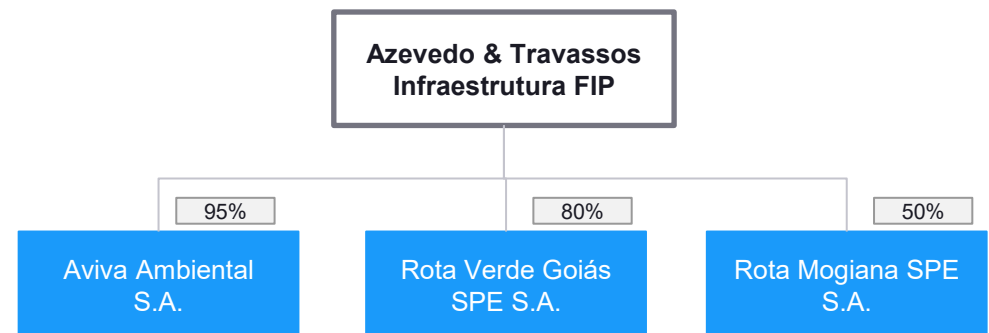 Azevedo & Travassos
Infraestrutura FIP
95%
80%
50%
Aviva Ambiental
S.A.
Rota Verde Goiás
SPE S.A.
Rota Mogiana SPE
S.A.